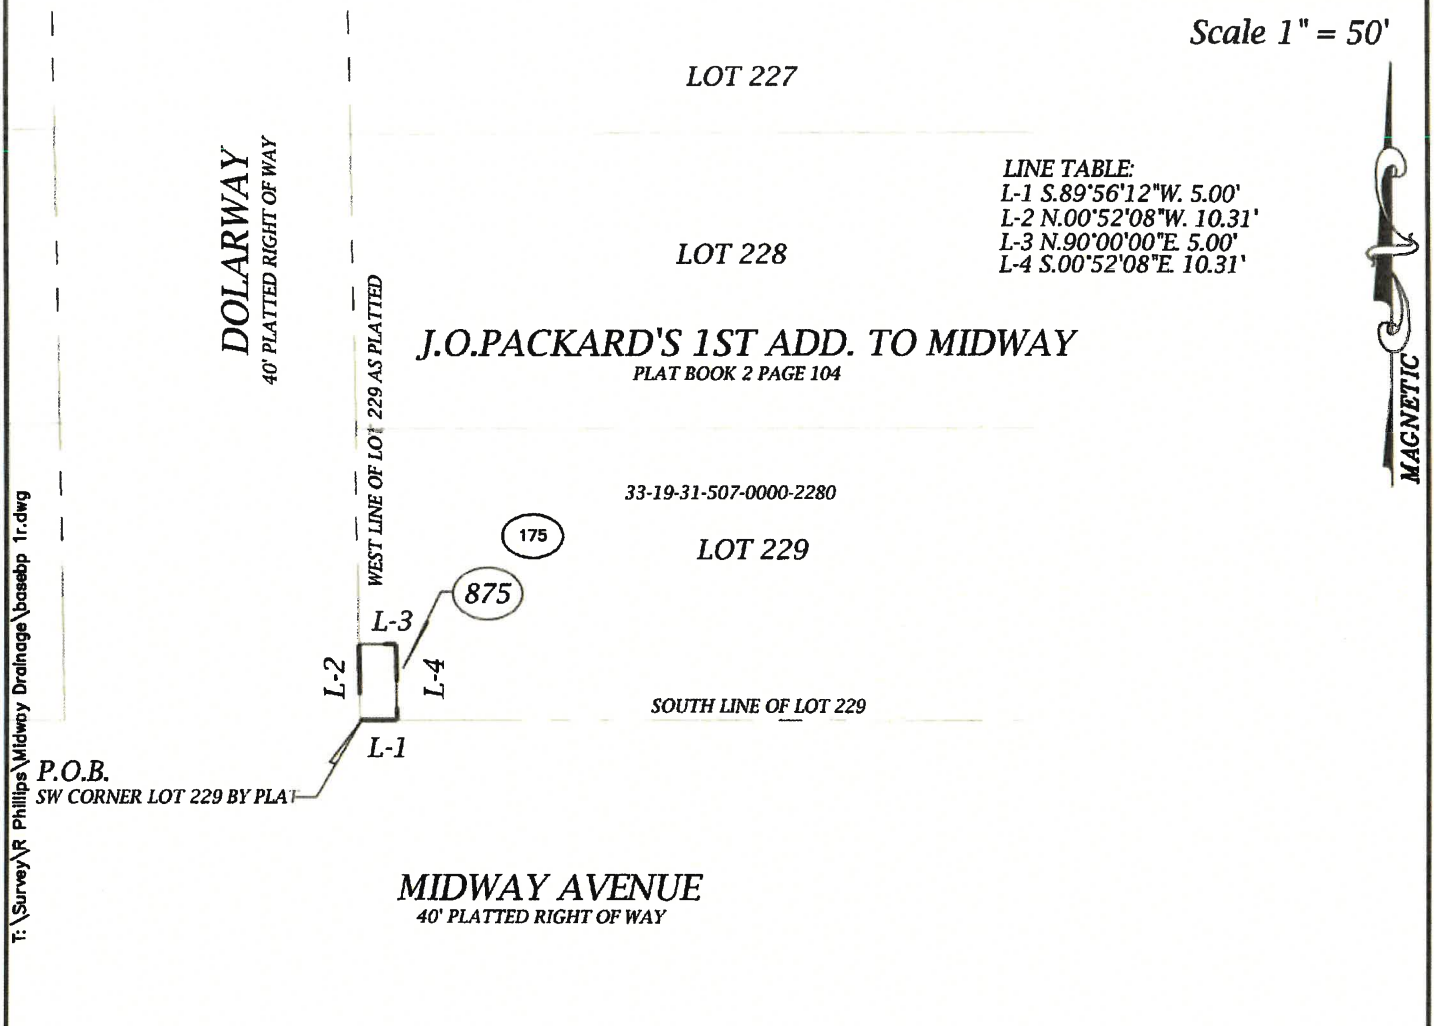 Scale 1" = 50'
LOT 227
DOLARWAY
40' PLATTED RIGHT OF WAY
LINE TABLE:
L-1 S.89°56'12"W. 5.00'
L-2 N.00°52'08"W. 10.31'
L-3 N.90°00'00"E. 5.00'
L-4 S.00°52'08"E. 10.31'
LOT 228
WEST LINE OF LOT 229 AS PLATTED
J.O.PACKARD'S 1ST ADD. TO MIDWAY
PLAT BOOK 2 PAGE 104
MAGNETIC
33-19-31-507-0000-2280
175
LOT 229
875
L-3
L-2
L-4
SOUTH LINE OF LOT 229
L-1
P.O.B.
SW CORNER LOT 229 BY PLAT
MIDWAY AVENUE
40' PLATTED RIGHT OF WAY
T:\Survey\R Phillips\Midway Drainage\basebp 1r.dwg